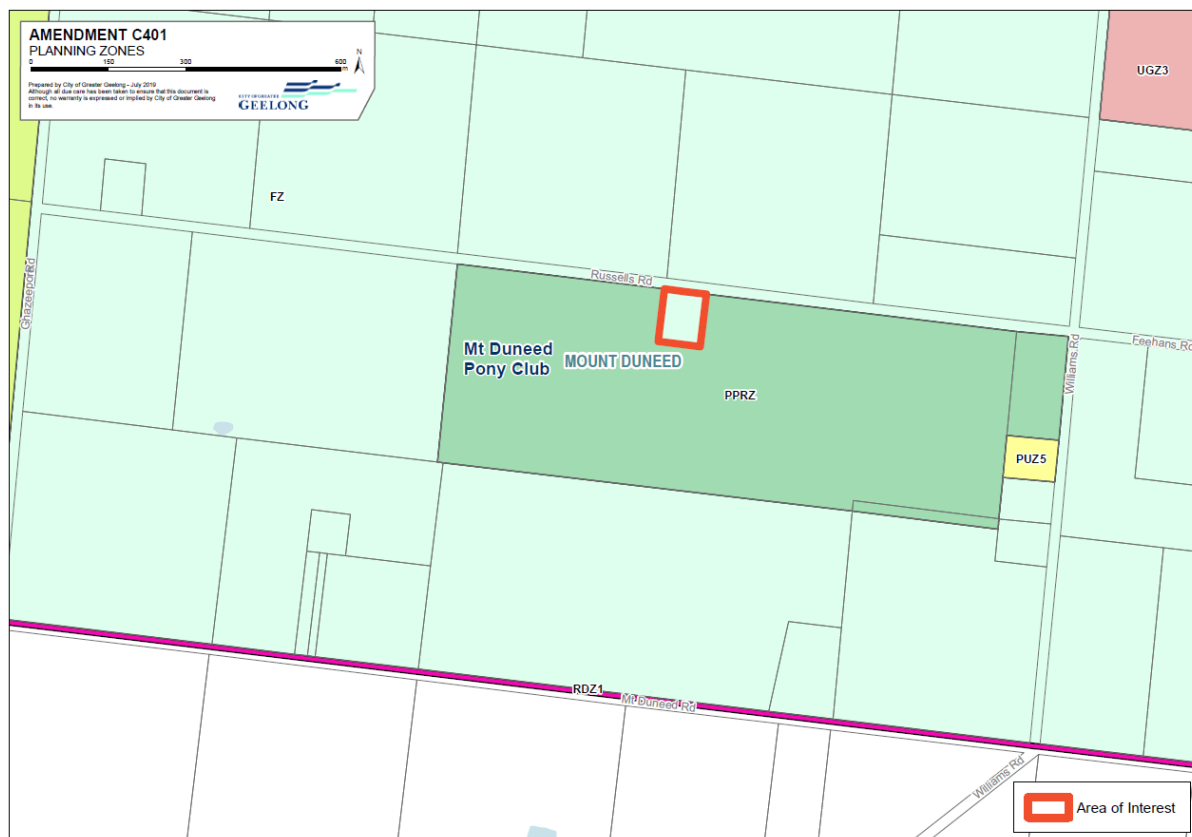 AMENDMENT C401
PLANNING ZONES
0 150 300 600
m
N
Prepared by City of Greater Geelong - July 2019
Although all due care has been taken to ensure that this document is
correct, no warranty is expressed or implied by City of Greater Geelong
in its use.
CITY OF GREATER
GEELONG
UGZ3
FZ
Ghazeepore Rd
Russells Rd
Mt Duneed
Pony Club
MOUNT DUNEED
PPRZ
Williams Rd
Feehans Rd
PUZ5
RDZ1
Mt Duneed Rd
Williams Rd
Area of Interest